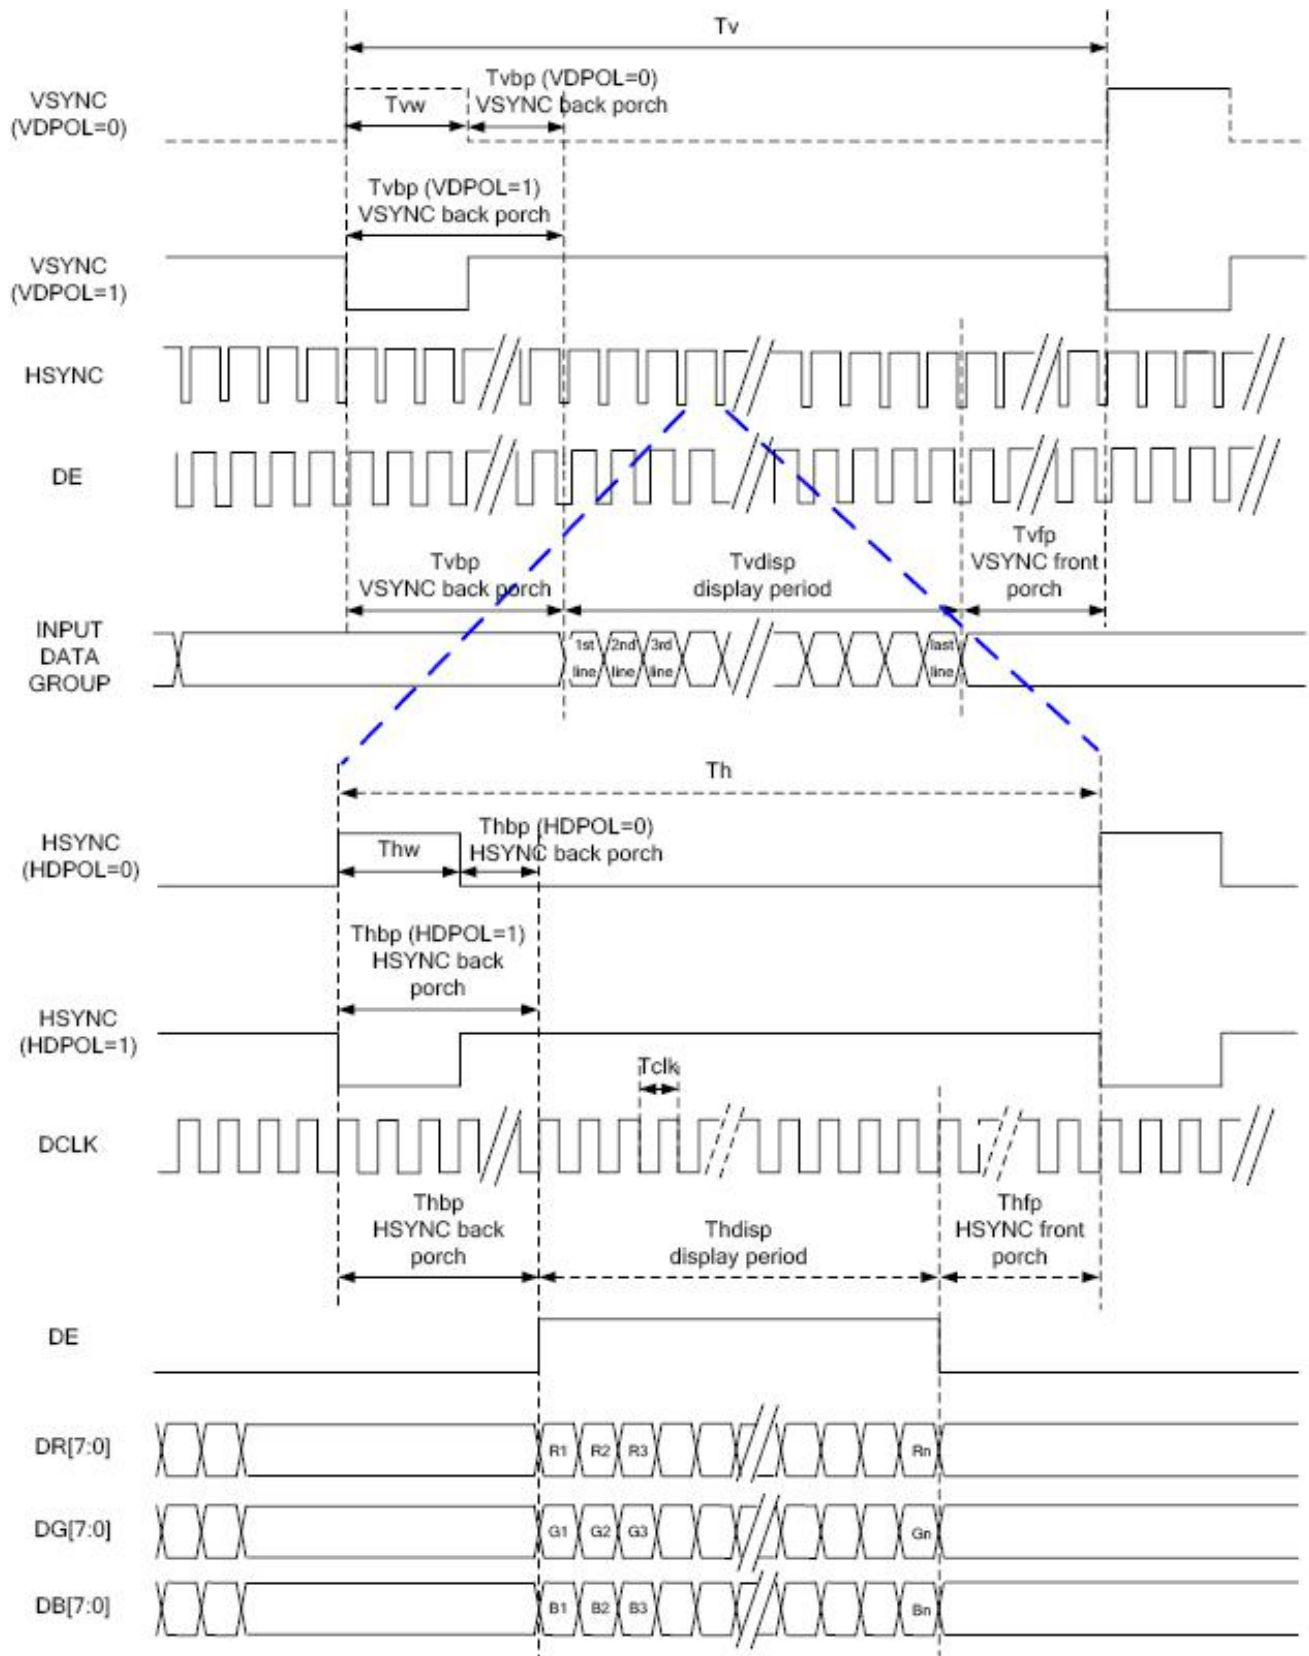 Tv
Tvbp (VDPOL=0)
VSYNC back porch
VSYNC
(VDPOL=0)
Tvw
Tvbp (VDPOL=1)
VSYNC back porch
VSYNC
(VDPOL=1)
HSYNC
DE
Tvbp
VSYNC back porch
Tvdisp
display period
Tvfp
VSYNC front
porch
INPUT
DATA
GROUP
1st
line
2nd
line
3rd
line
last
line
Th
HSYNC
(HDPOL=0)
Thw
Thbp (HDPOL=0)
HSYNC back porch
Thbp (HDPOL=1)
HSYNC back
porch
HSYNC
(HDPOL=1)
Tclk
DCLK
Thbp
HSYNC back
porch
Thdisp
display period
Thfp
HSYNC front
porch
DE
DR[7:0]
R1 R2 R3 Rn
DG[7:0]
G1 G2 G3 Gn
DB[7:0]
B1 B2 B3 Bn